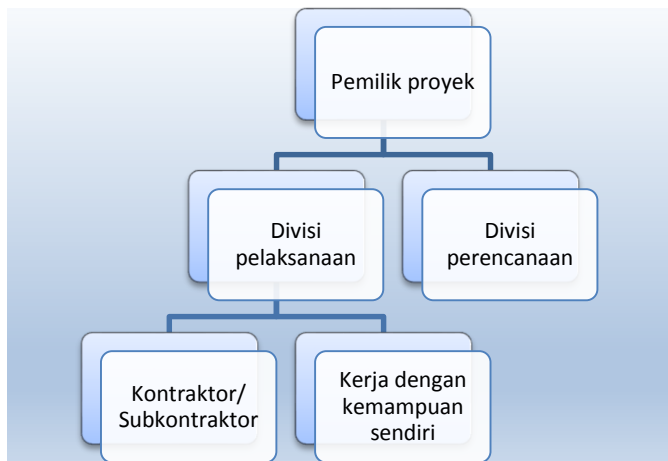 Pemilik proyek
Divisi
pelaksanaan
Divisi
perencanaan
Kontraktor/
Subkontraktor
Kerja dengan
kemampuan
sendiri